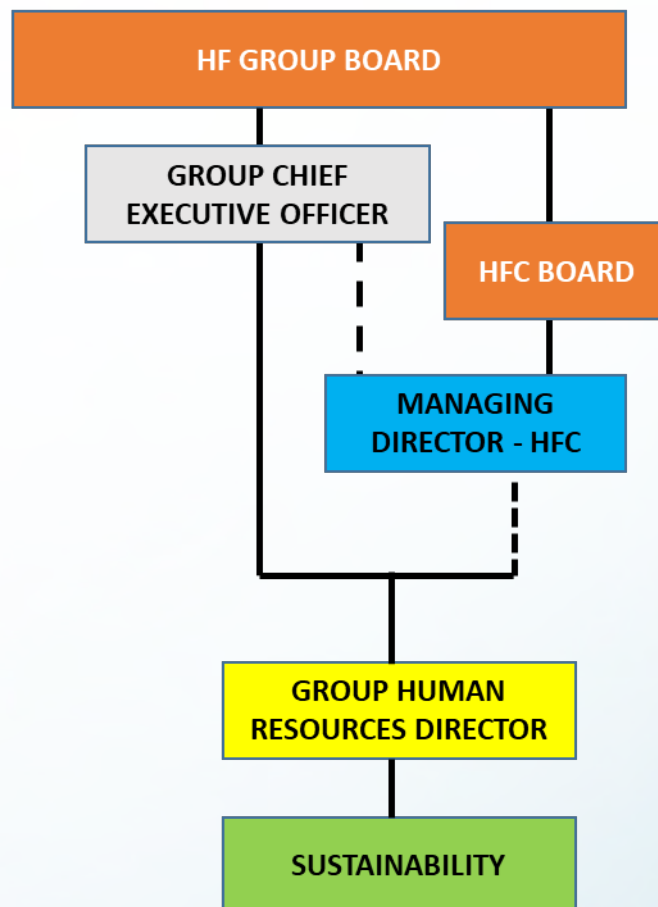 HF GROUP BOARD
GROUP CHIEF
EXECUTIVE OFFICER
HFC BOARD
MANAGING
DIRECTOR - HFC
GROUP HUMAN
RESOURCES DIRECTOR
SUSTAINABILITY